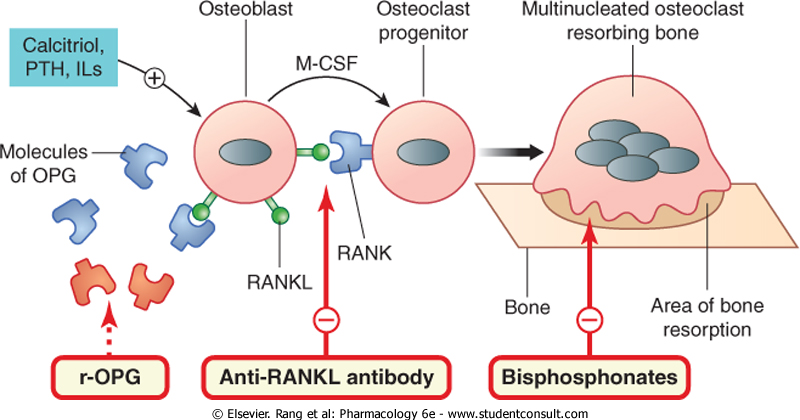 Osteoblast
Osteoclast
progenitor
Multinucleated osteoclast
resorbing bone
Calcitriol,
PTH, ILs
+
M-CSF
Molecules
of OPG
RANKL
RANK
Bone
Area of bone
resorption
−
−
r-OPG
Anti-RANKL antibody
Bisphosphonates
© Elsevier. Rang et al: Pharmacology 6e - www.studentconsult.com